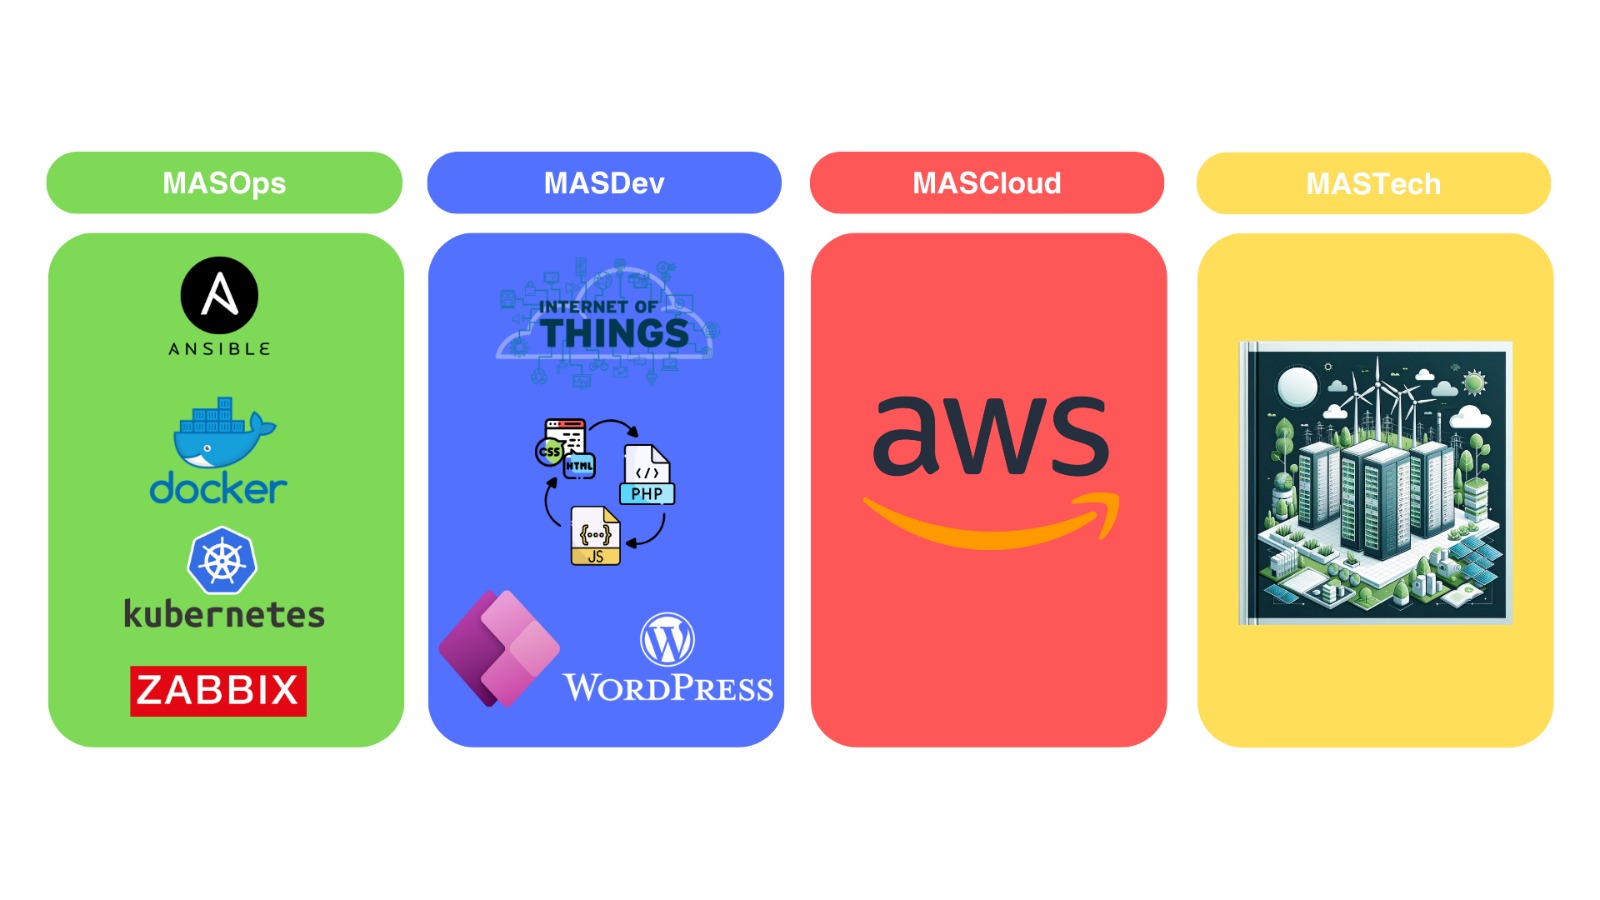 MASOps
MASDev
MASCloud
MASTech
ANSIBLE
docker
kubernetes
ZABBIX
INTERNET OF
THINGS
CSS
HTML
</>
PHP
{...}
JS
WORDPRESS
aws